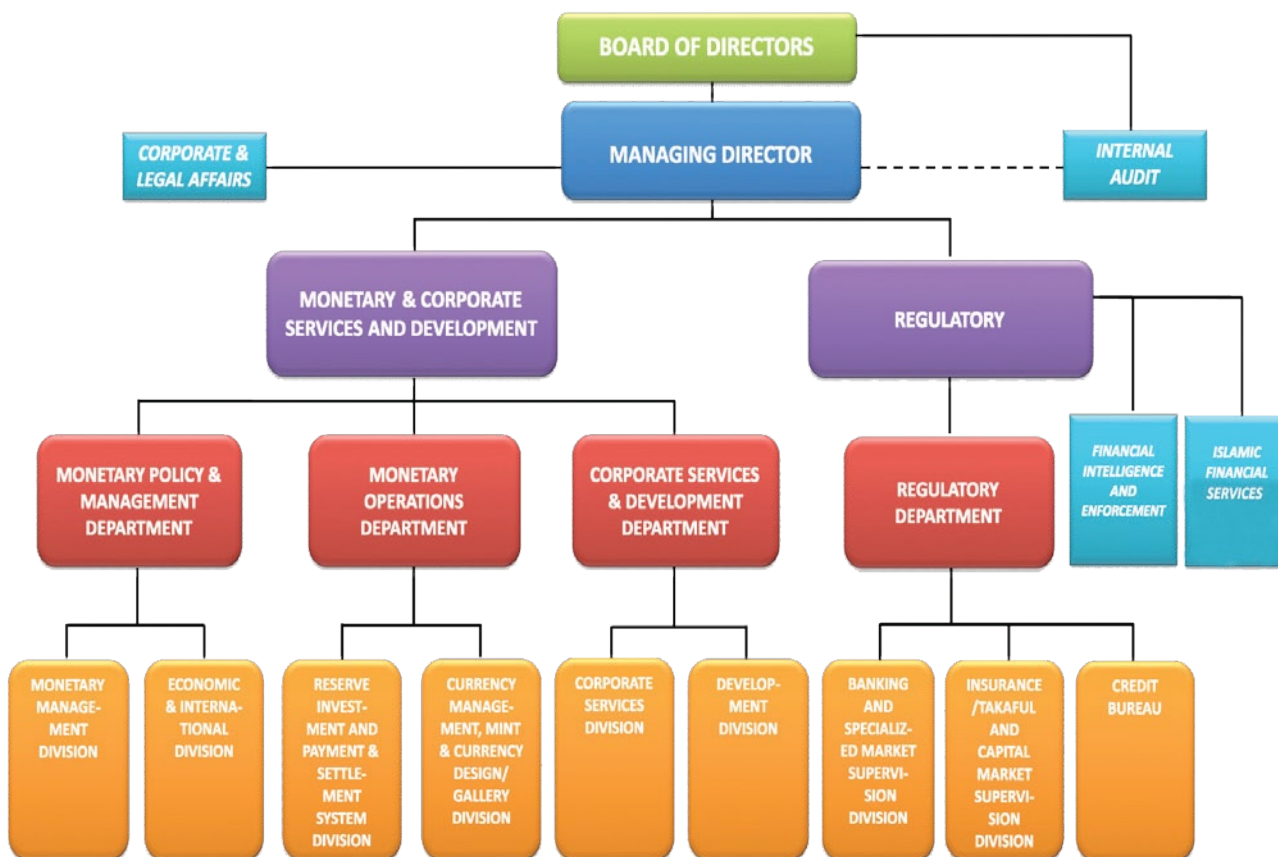 BOARD OF DIRECTORS
MANAGING DIRECTOR
CORPORATE &
LEGAL AFFAIRS
INTERNAL
AUDIT
MONETARY & CORPORATE
SERVICES AND DEVELOPMENT
REGULATORY
MONETARY POLICY &
MANAGEMENT
DEPARTMENT
MONETARY
OPERATIONS
DEPARTMENT
CORPORATE SERVICES
& DEVELOPMENT
DEPARTMENT
REGULATORY
DEPARTMENT
FINANCIAL
INTELLIGENCE
AND
ENFORCEMENT
ISLAMIC
FINANCIAL
SERVICES
MONETARY
MANAGE-
MENT
DIVISION
ECONOMIC
& INTERNA-
TIONAL
DIVISION
RESERVE
INVEST-
MENT AND
PAYMENT &
SETTLE-
MENT
SYSTEM
DIVISION
CURRENCY
MANAGE-
MENT, MINT
& CURRENCY
DESIGN/
GALLERY
DIVISION
CORPORATE
SERVICES
DIVISION
DEVELOP-
MENT
DIVISION
BANKING
AND
SPECIALIZ-
ED MARKET
SUPERVI-
SION
DIVISION
INSURANCE
/TAKAFUL
AND
CAPITAL
MARKET
SUPERVI-
SION
DIVISION
CREDIT
BUREAU